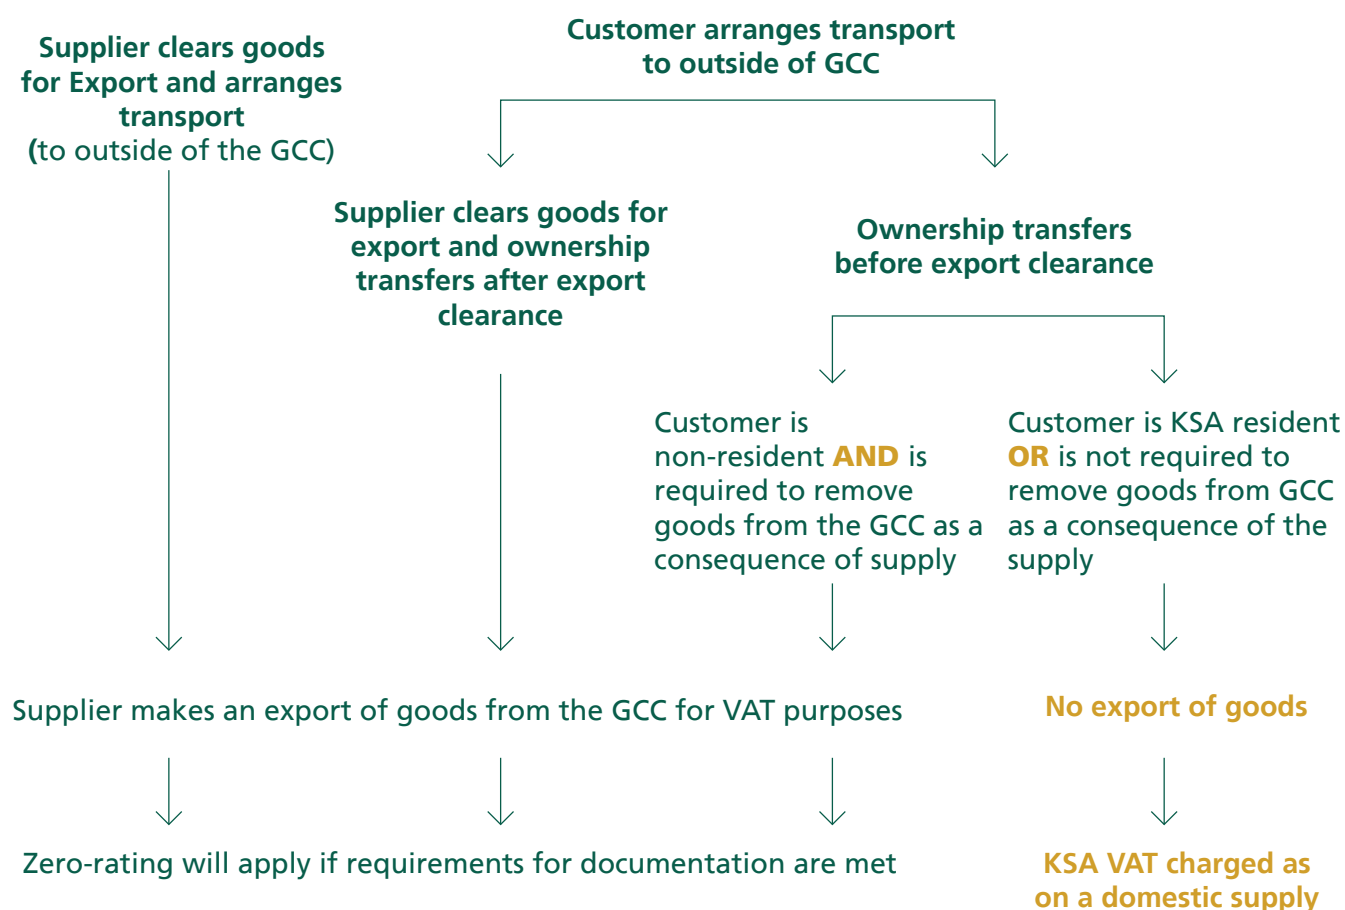 Supplier clears goods
for Export and arranges
transport
(to outside of the GCC)
Customer arranges transport
to outside of GCC
Supplier clears goods for
export and ownership
transfers after export
clearance
Ownership transfers
before export clearance
Customer is
non-resident AND is
required to remove
goods from the GCC as a
consequence of supply
Customer is KSA resident
OR is not required to
remove goods from GCC
as a consequence of the
supply
Supplier makes an export of goods from the GCC for VAT purposes
No export of goods
Zero-rating will apply if requirements for documentation are met
KSA VAT charged as
on a domestic supply